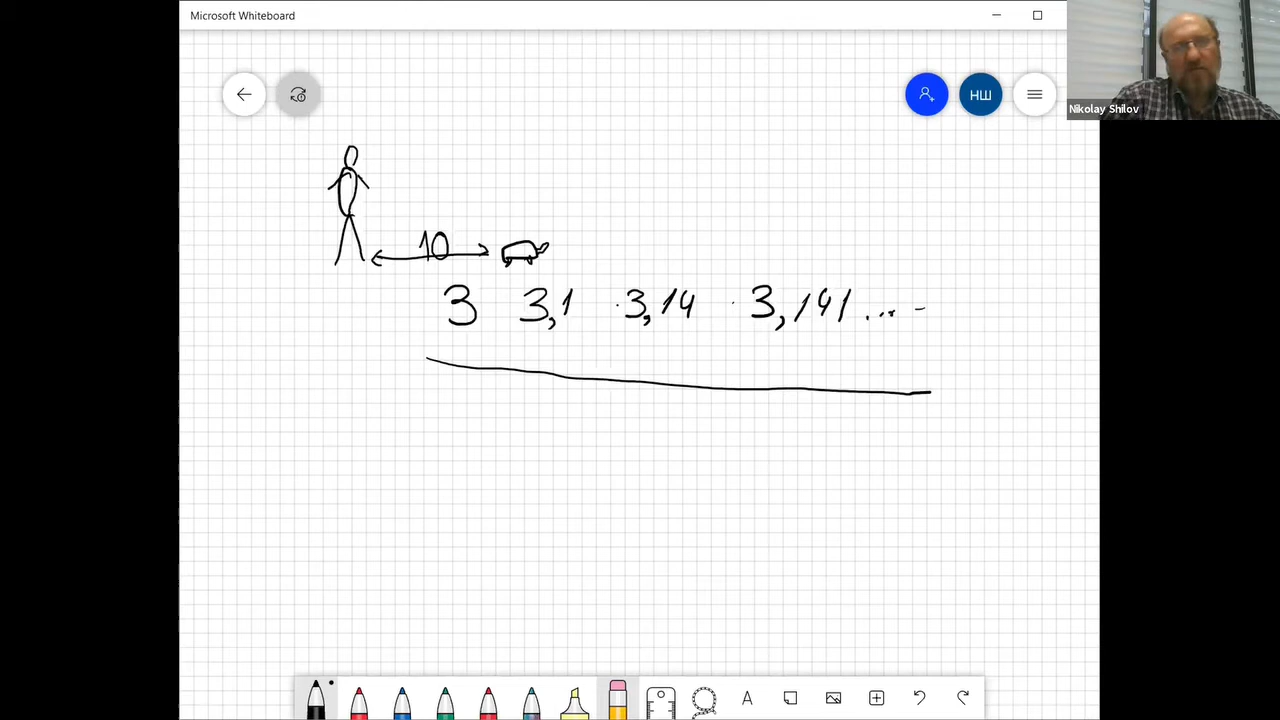 Microsoft Whiteboard
НШ
Nikolay Shilov
10
3 3,1 3,14 3,141...
A